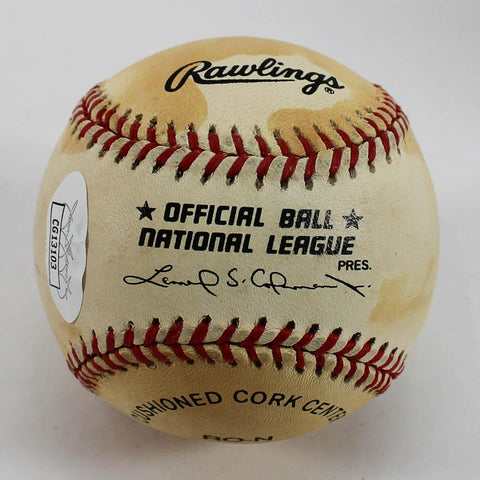 Rawlings®
★ OFFICIAL BALL ★
NATIONAL LEAGUE
PRES.
CG13103
CUSHIONED CORK CENTER
RO-N